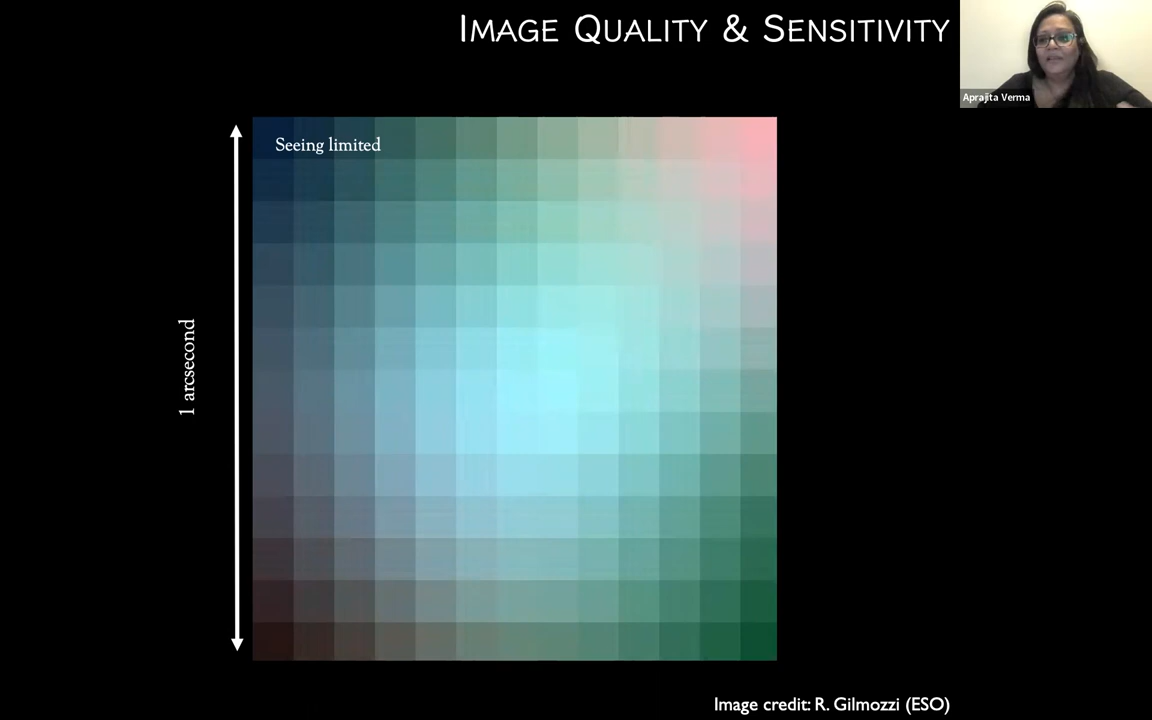 IMAGE QUALITY & SENSITIVITY
Aprajita Verma
Seeing limited
1 arcsecond
Image credit: R. Gilmozzi (ESO)